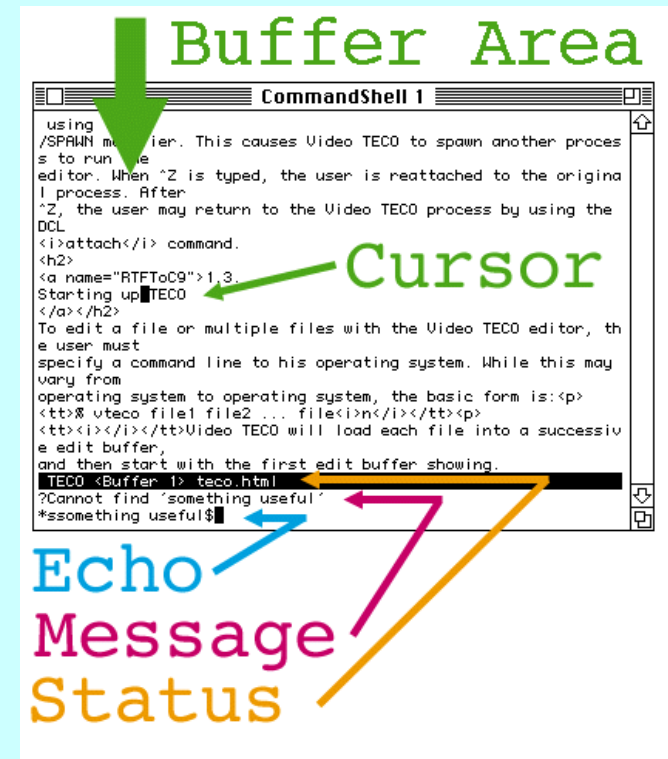 Buffer Area
CommandShell 1
using
/SPAWN m ier. This causes Video TECO to spawn another proces
s to run e
editor. When ^Z is typed, the user is reattached to the origina
l process. After
^Z, the user may return to the Video TECO process by using the
DCL
<i>attach</i> command.
<h2>
<a name="RTFToC9">1.3.
Cursor
Starting up TECO
</a></h2>
To edit a file or multiple files with the Video TECO editor, th
e user must
specify a command line to his operating system. While this may
vary from
operating system to operating system, the basic form is:<p>
<tt>% vteco file1 file2 ... file<i>n</i></tt><p>
<tt><i></i></tt>Video TECO will load each file into a successiv
e edit buffer,
and then start with the first edit buffer showing.
TECO <Buffer 1> teco.html
?Cannot find 'something useful'
*ssomething useful$
Echo
Message
Status